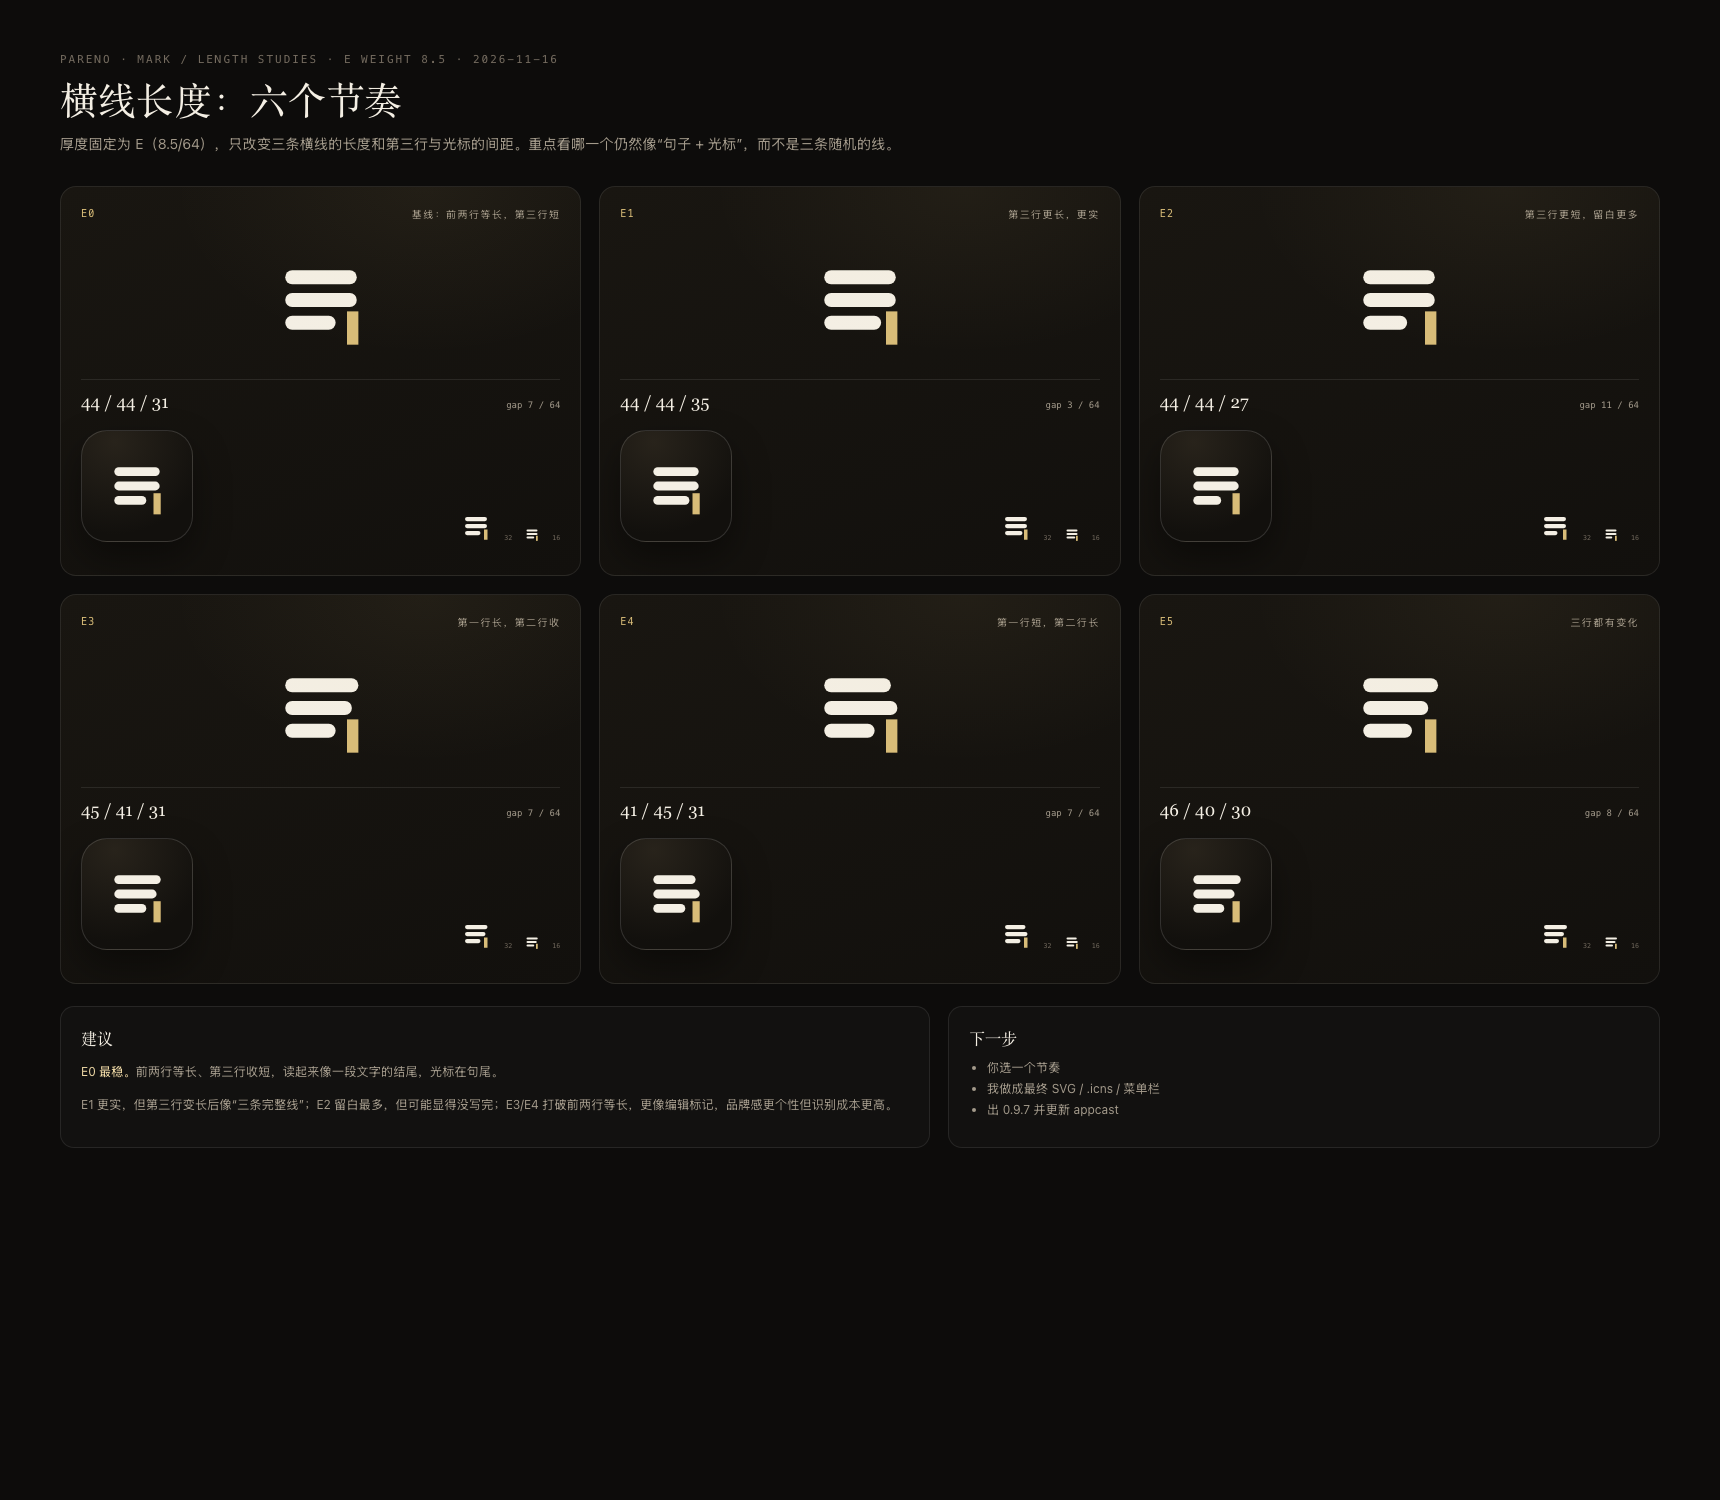 PARENO · MARK / LENGTH STUDIES · E WEIGHT 8.5 · 2026-11-16
横线长度：六个节奏
厚度固定为 E（8.5/64），只改变三条横线的长度和第三行与光标的间距。重点看哪一个仍然像“句子 + 光标”，而不是三条随机的线。
E0
基线：前两行等长，第三行短
44 / 44 / 31
gap 7 / 64
32
16
E1
第三行更长，更实
44 / 44 / 35
gap 3 / 64
32
16
E2
第三行更短，留白更多
44 / 44 / 27
gap 11 / 64
32
16
E3
第一行长，第二行收
45 / 41 / 31
gap 7 / 64
32
16
E4
第一行短，第二行长
41 / 45 / 31
gap 7 / 64
32
16
E5
三行都有变化
46 / 40 / 30
gap 8 / 64
32
16
建议
E0 最稳。前两行等长、第三行收短，读起来像一段文字的结尾，光标在句尾。
E1 更实，但第三行变长后像“三条完整线”；E2 留白最多，但可能显得没写完；E3/E4 打破前两行等长，更像编辑标记，品牌感更个性但识别成本更高。
下一步
• 你选一个节奏
• 我做成最终 SVG / .icns / 菜单栏
• 出 0.9.7 并更新 appcast